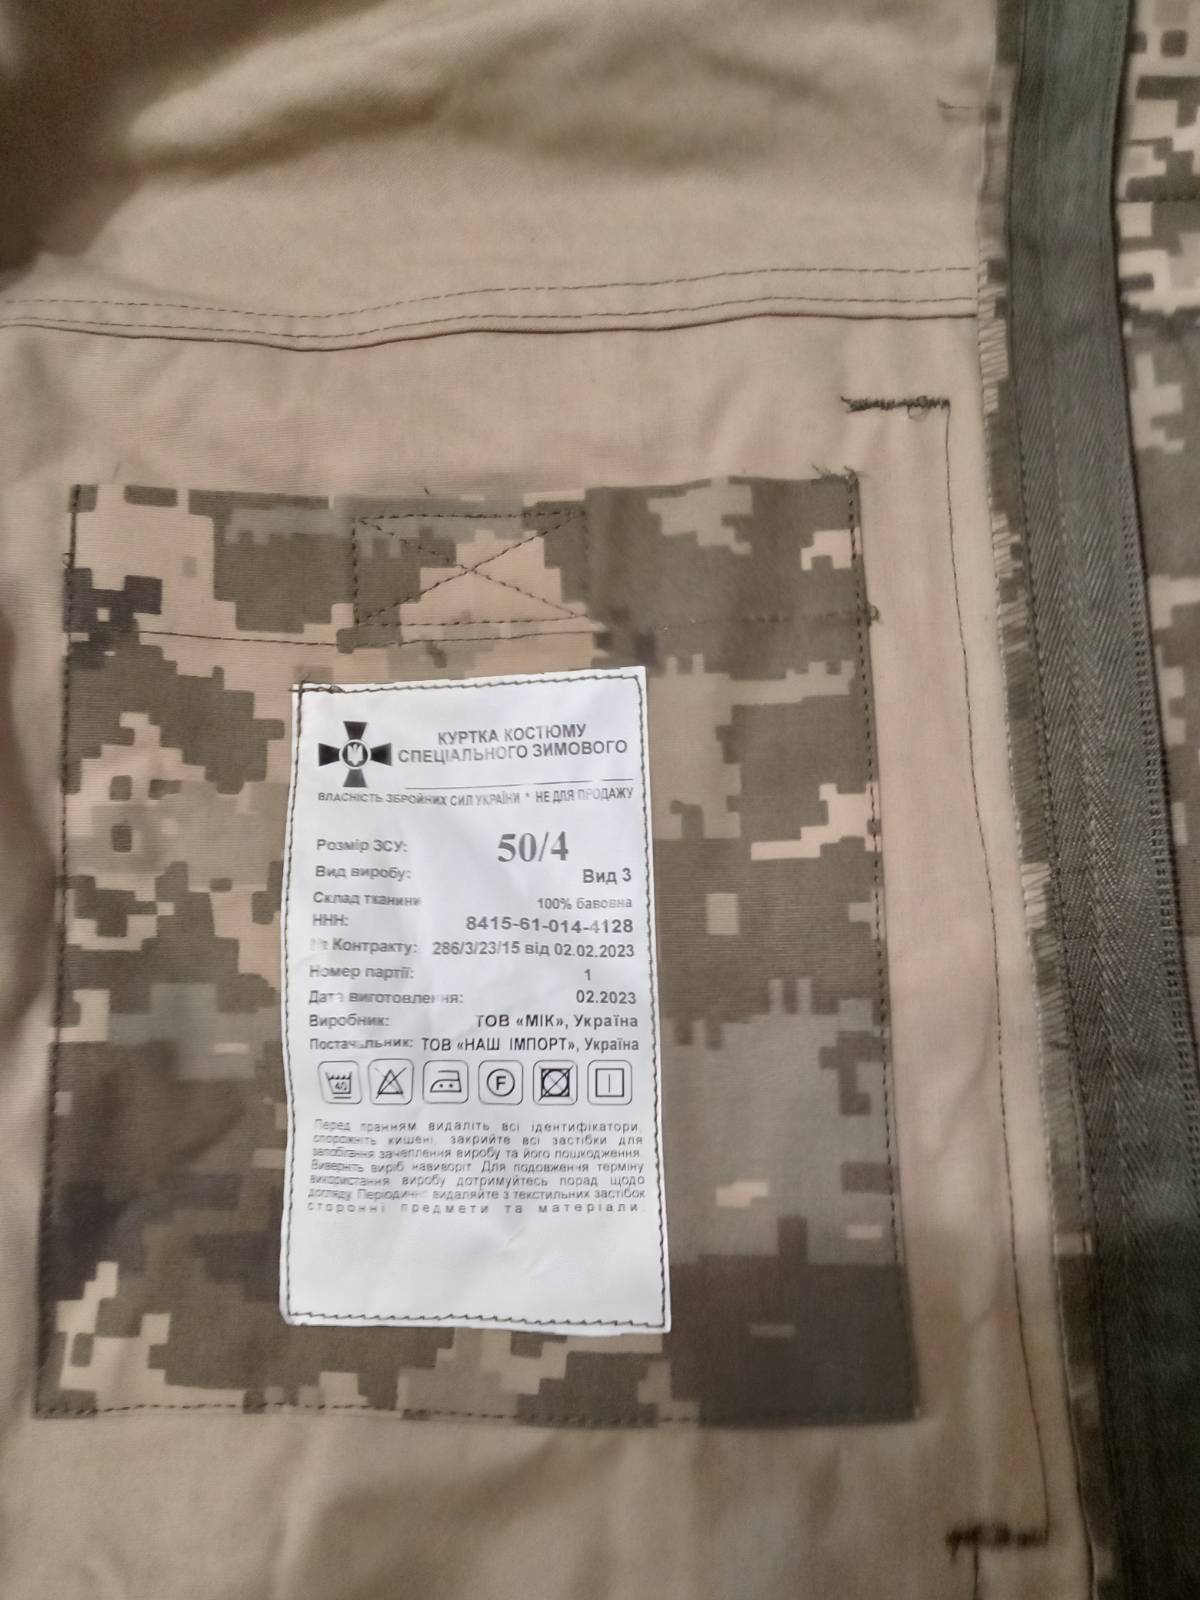 КУРТКА КОСТЮМУ
СПЕЦІАЛЬНОГО ЗИМОВОГО
ВЛАСНІСТЬ ЗБРОЙНИХ СИЛ УКРАЇНИ * НЕ ДЛЯ ПРОДАЖУ
Розмір ЗСУ: 50/4
Вид виробу: Вид 3
Склад тканини 100% бавовна
ННН: 8415-61-014-4128
№ Контракту: 286/3/23/15 від 02.02.2023
Номер партії: 1
Дата виготовлення: 02.2023
Виробник: ТОВ «МІК», Україна
Постачальник: ТОВ «НАШ ІМПОРТ», Україна
40 F
Перед пранням видаліть всі ідентифікатори,
спорожніть кишені, закрийте всі застібки для
запобігання зачеплення виробу та його пошкодження.
Виверніть виріб навиворіт. Для подовження терміну
використання виробу дотримуйтесь порад щодо
догляду. Періодично видаляйте з текстильних застібок
сторонні предмети та матеріали.